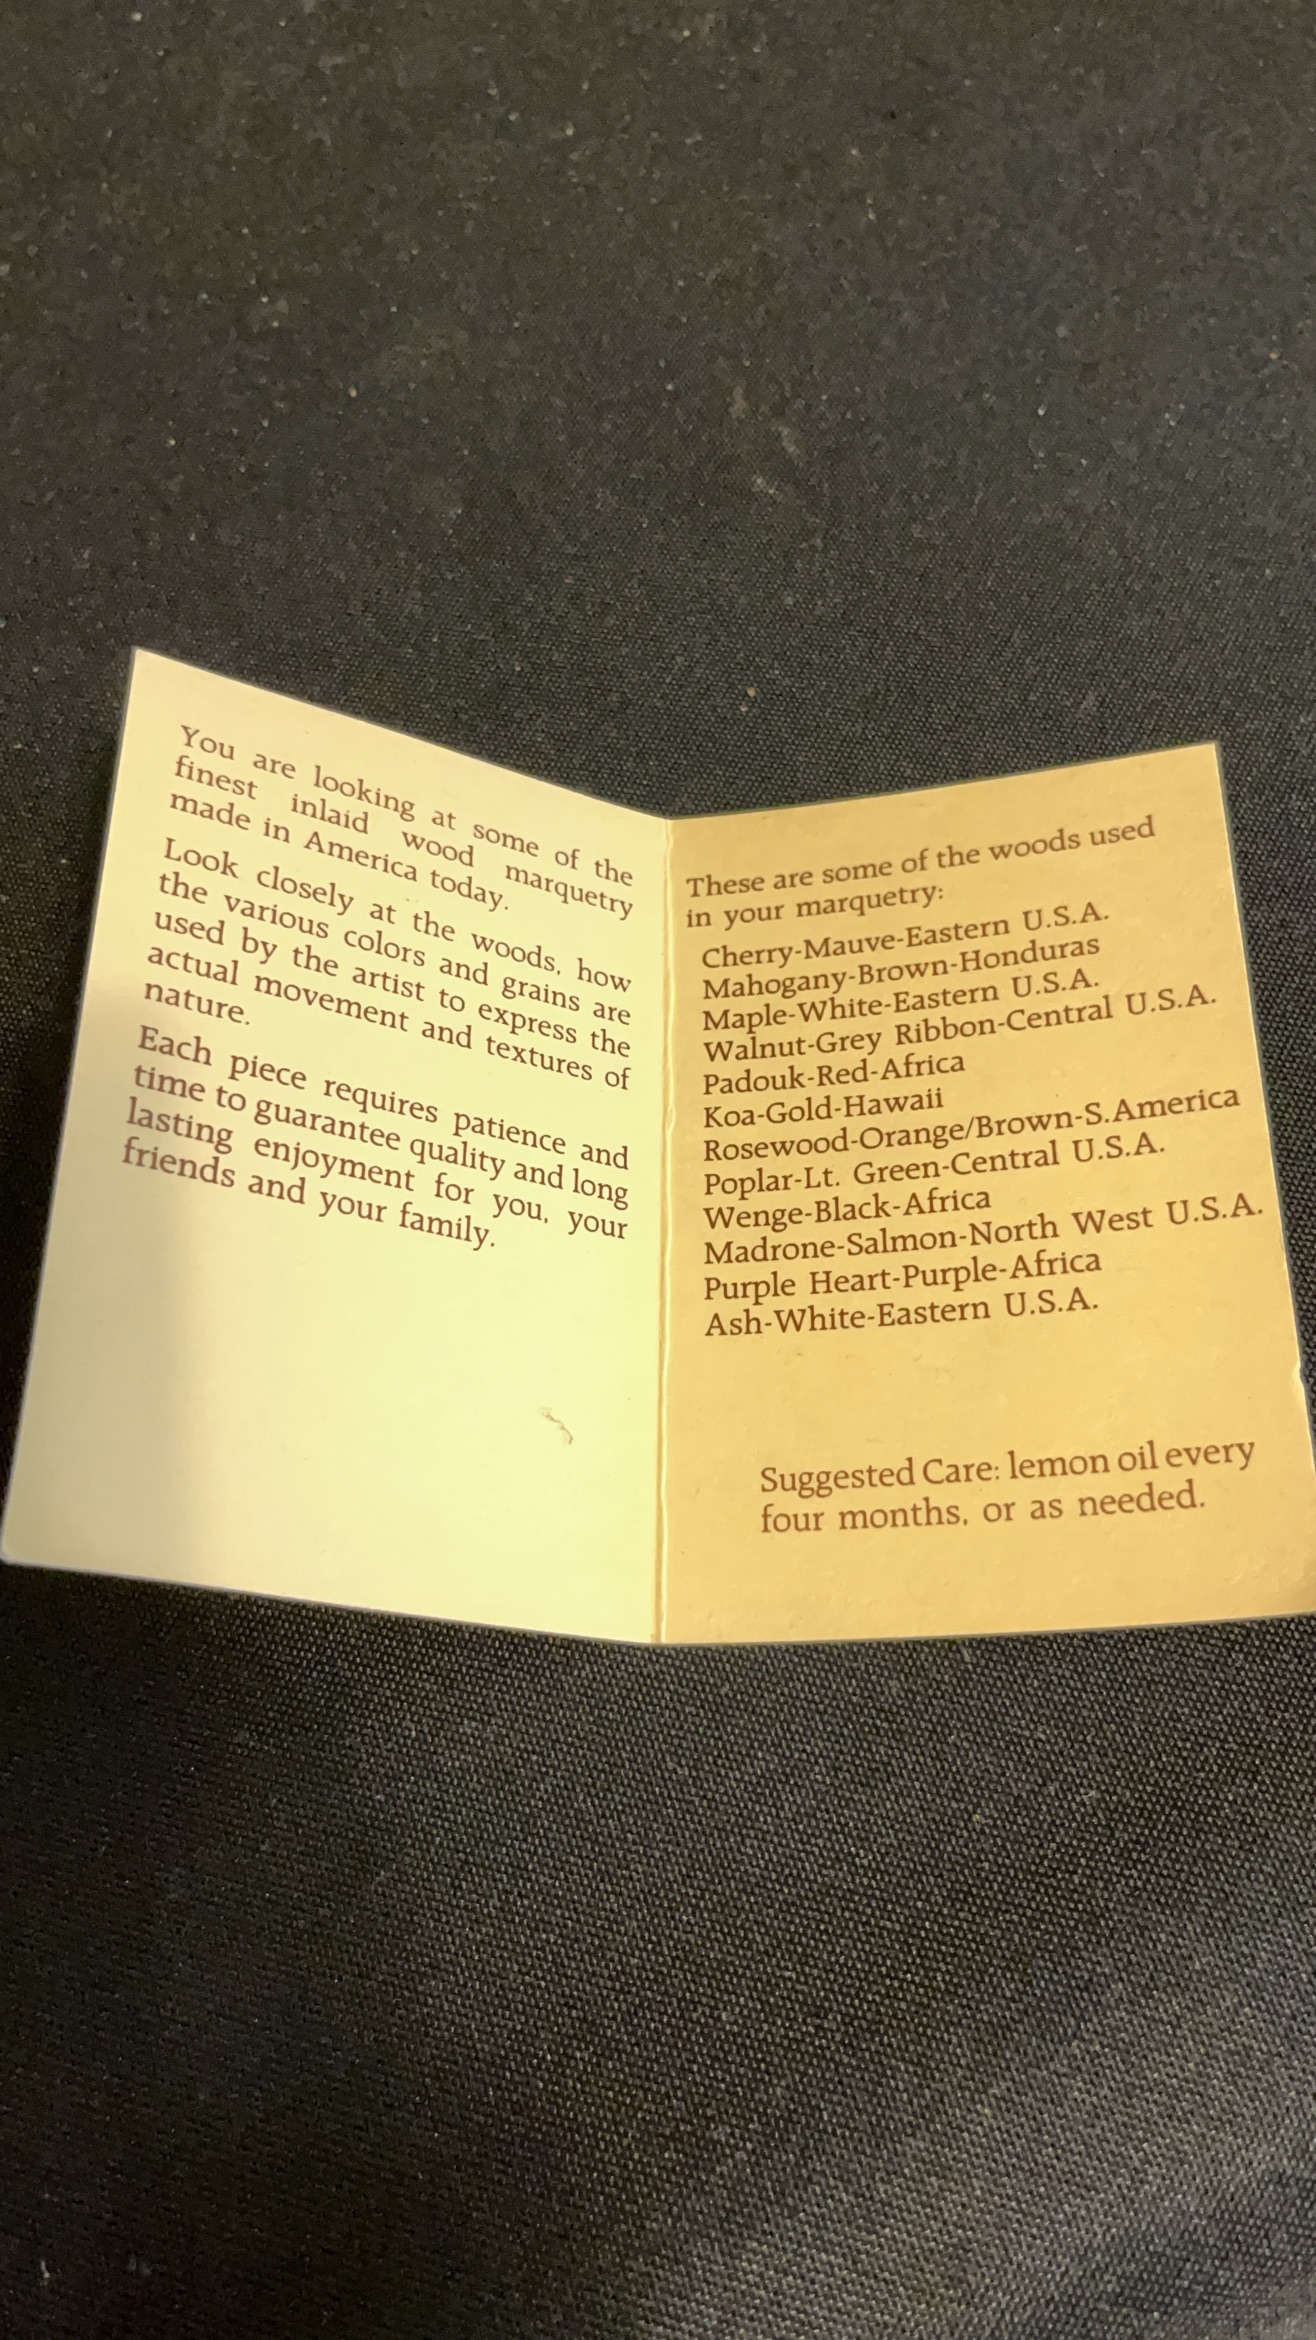 You are looking at some of the
finest inlaid wood marquetry
made in America today.
Look closely at the woods, how
the various colors and grains are
used by the artist to express the
actual movement and textures of
nature.
Each piece requires patience and
time to guarantee quality and long
lasting enjoyment for you, your
friends and your family.
These are some of the woods used
in your marquetry:
Cherry-Mauve-Eastern U.S.A.
Mahogany-Brown-Honduras
Maple-White-Eastern U.S.A.
Walnut-Grey Ribbon-Central U.S.A.
Padouk-Red-Africa
Koa-Gold-Hawaii
Rosewood-Orange/Brown-S.America
Poplar-Lt. Green-Central U.S.A.
Wenge-Black-Africa
Madrone-Salmon-North West U.S.A.
Purple Heart-Purple-Africa
Ash-White-Eastern U.S.A.
Suggested Care: lemon oil every
four months, or as needed.